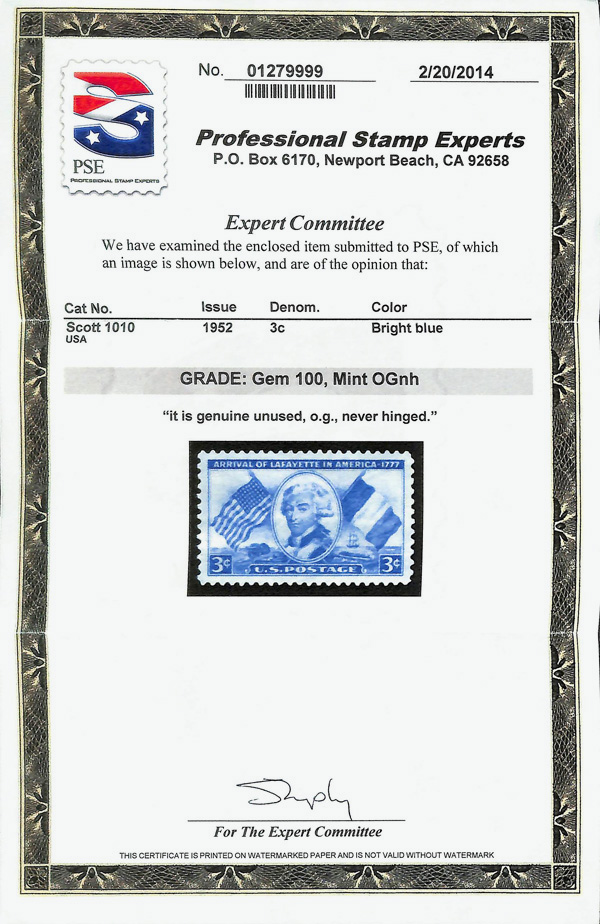 No. 01279999 2/20/2014
PSE
PROFESSIONAL STAMP EXPERTS
Professional Stamp Experts
P.O. Box 6170, Newport Beach, CA 92658
Expert Committee
We have examined the enclosed item submitted to PSE, of which
an image is shown below, and are of the opinion that:
Cat No. Issue Denom. Color
Scott 1010 1952 3c Bright blue
USA
GRADE: Gem 100, Mint OGnh
“it is genuine unused, o.g., never hinged.”
ARRIVAL OF LAFAYETTE IN AMERICA-1777
3¢ U.S. POSTAGE 3¢
For The Expert Committee
THIS CERTIFICATE IS PRINTED ON WATERMARKED PAPER AND IS NOT VALID WITHOUT WATERMARK